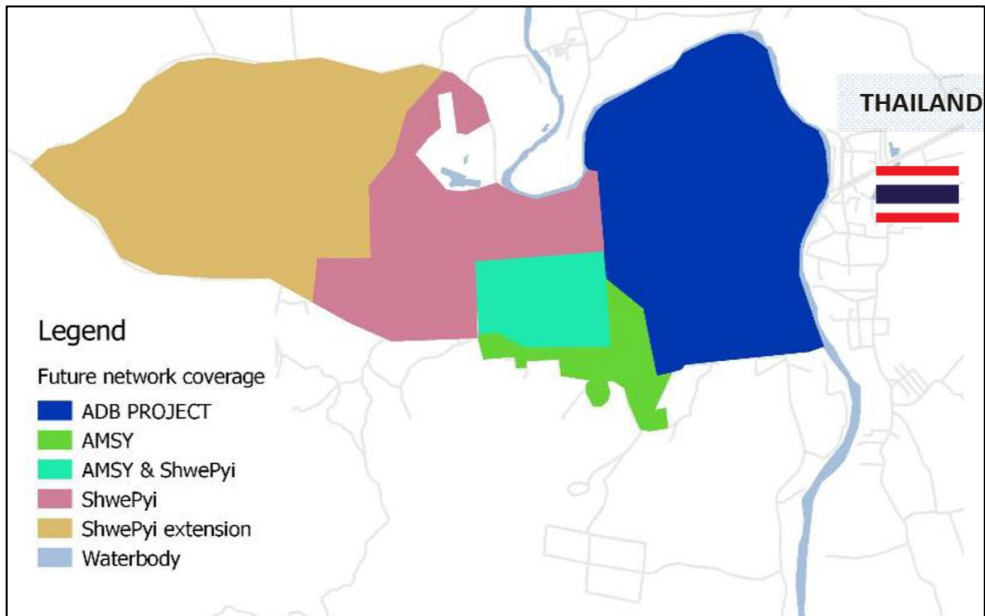 THAILAND
Legend
Future network coverage
ADB PROJECT
AMSY
AMSY & ShwePyi
ShwePyi
ShwePyi extension
Waterbody